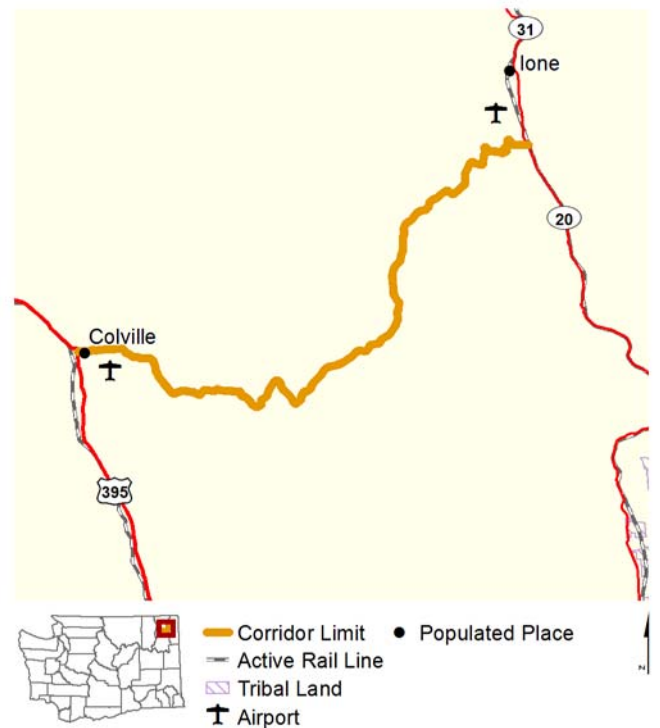 31
Ione
20
Colville
395
Corridor Limit
Populated Place
Active Rail Line
Tribal Land
Airport
N